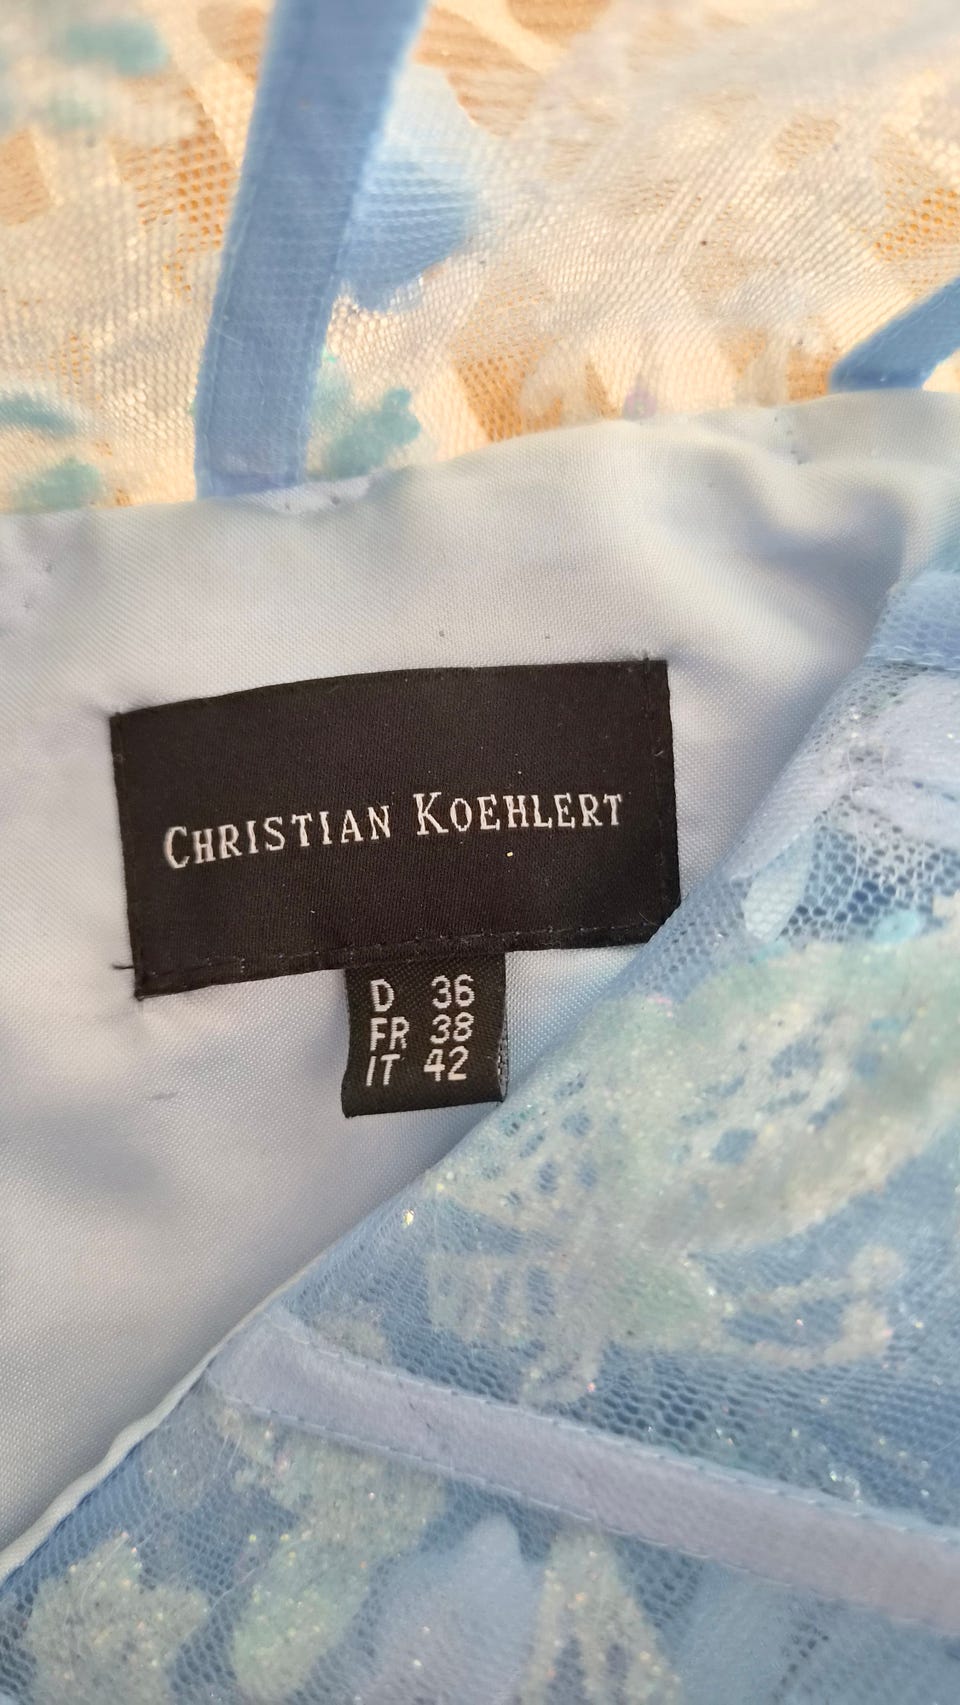 CHRISTIAN KOEHLERT
D 36
FR 38
IT 42